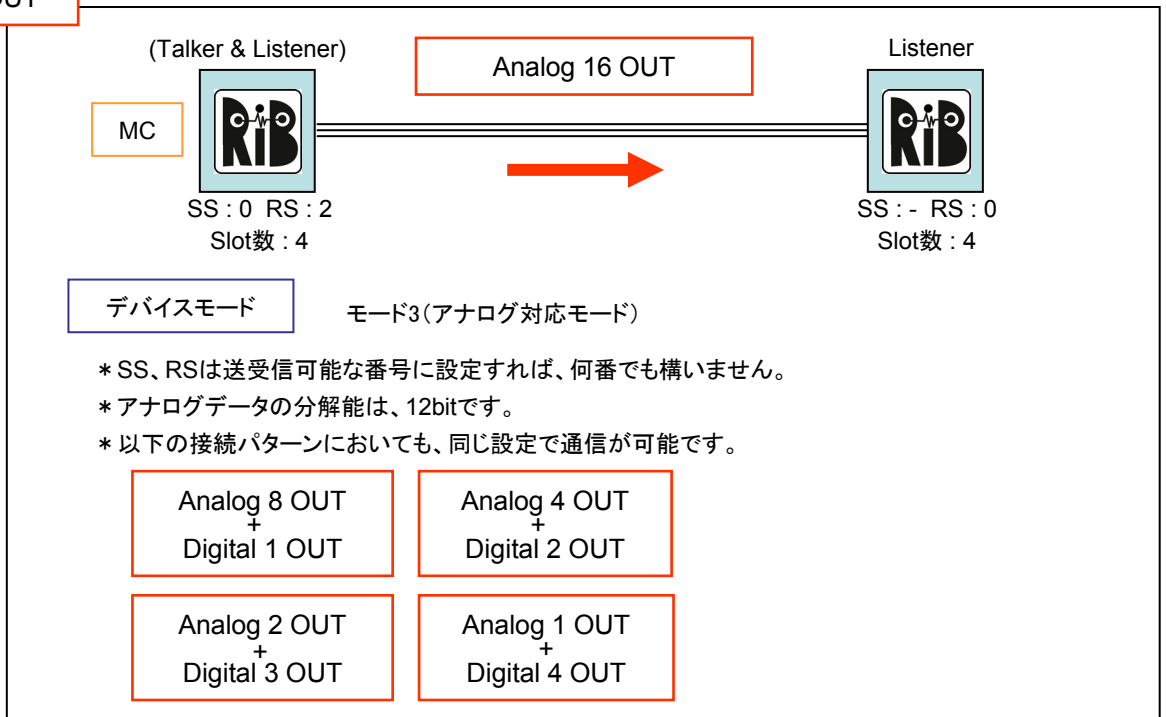 (Talker & Listener)
Analog 16 OUT
Listener
MC
RiB
RiB
SS : 0 RS : 2
Slot数 : 4
SS : - RS : 0
Slot数 : 4
デバイスモード
モード3(アナログ対応モード)
* SS、RSは送受信可能な番号に設定すれば、何番でも構いません。
* アナログデータの分解能は、12bitです。
* 以下の接続パターンにおいても、同じ設定で通信が可能です。
Analog 8 OUT
+
Digital 1 OUT
Analog 4 OUT
+
Digital 2 OUT
Analog 2 OUT
+
Digital 3 OUT
Analog 1 OUT
+
Digital 4 OUT